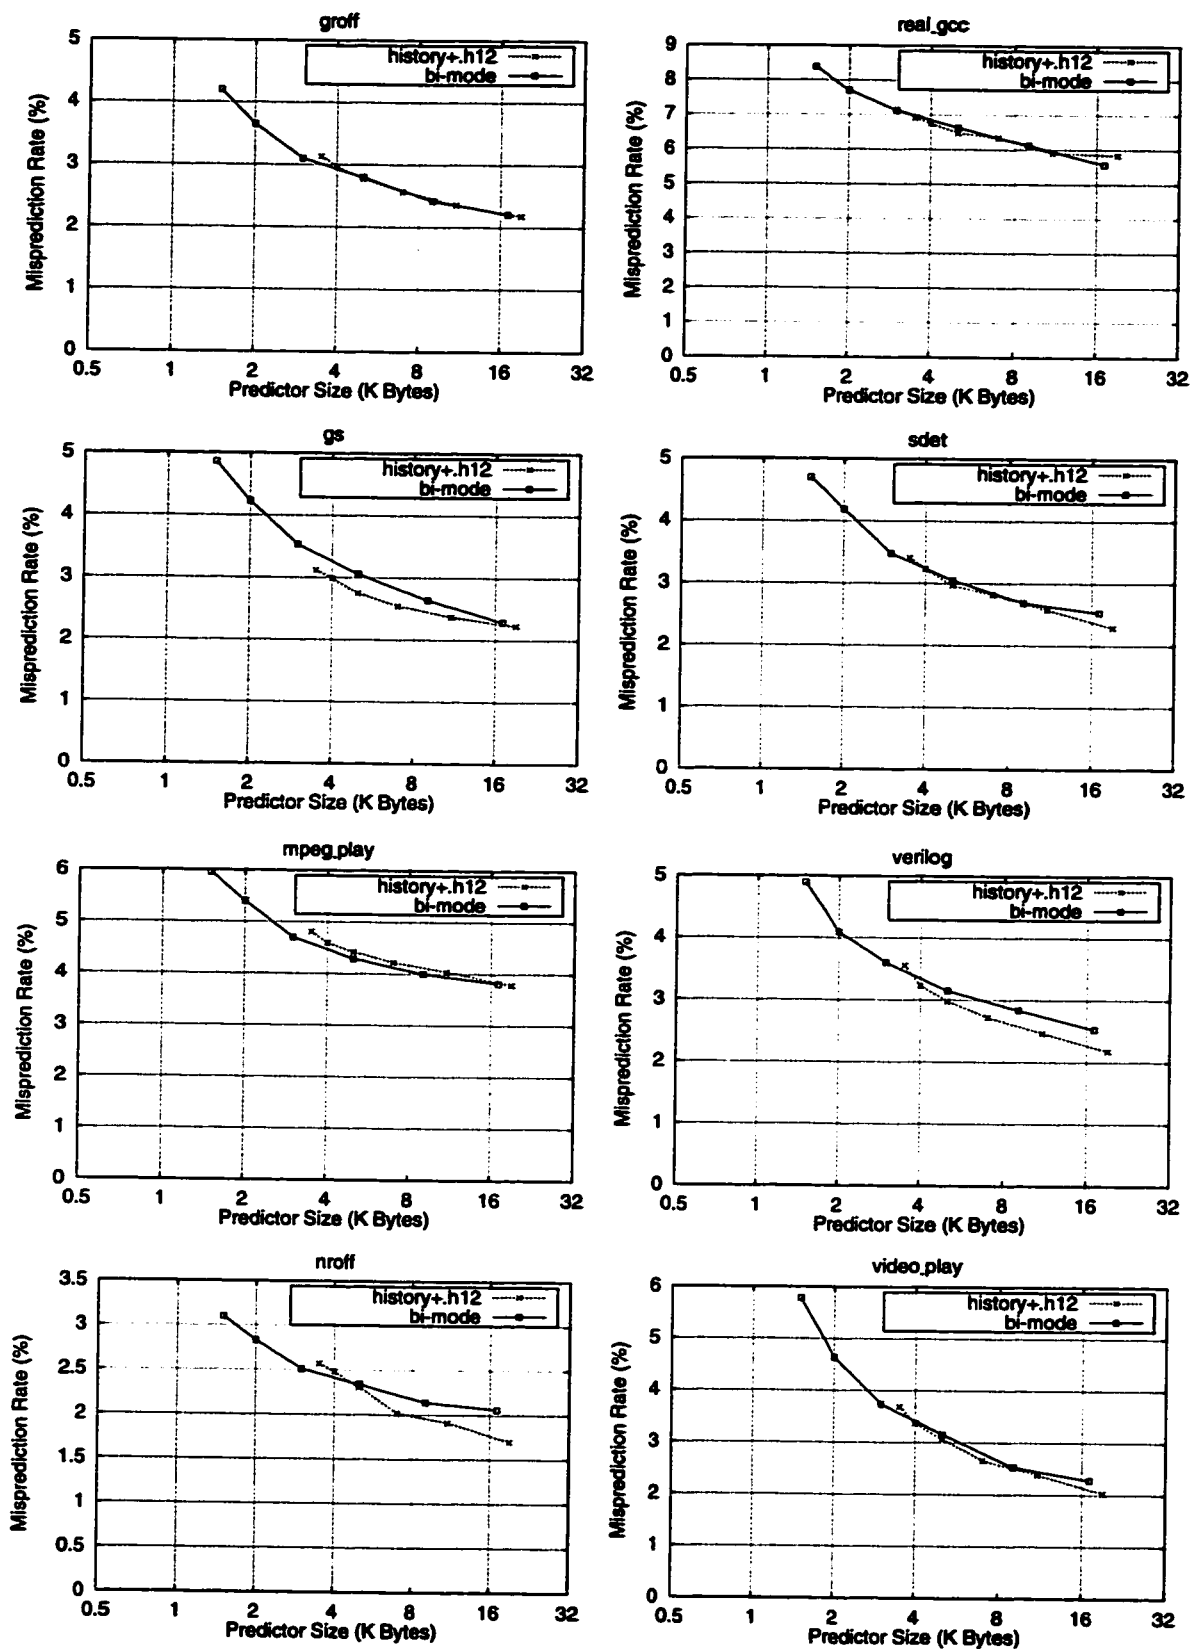 groff
5
4
3
2
1
0
Misprediction Rate (%)
history+.h12
bi-mode
0.5 1 2 4 8 16 32
Predictor Size (K Bytes)
real_gcc
9
8
7
6
5
4
3
2
1
0
Misprediction Rate (%)
history+.h12
bi-mode
0.5 1 2 4 8 16 32
Predictor Size (K Bytes)
gs
5
4
3
2
1
0
Misprediction Rate (%)
history+.h12
bi-mode
0.5 1 2 4 8 16 32
Predictor Size (K Bytes)
sdet
5
4
3
2
1
0
Misprediction Rate (%)
history+.h12
bi-mode
0.5 1 2 4 8 16 32
Predictor Size (K Bytes)
mpeg_play
6
5
4
3
2
1
0
Misprediction Rate (%)
history+.h12
bi-mode
0.5 1 2 4 8 16 32
Predictor Size (K Bytes)
verilog
5
4
3
2
1
0
Misprediction Rate (%)
history+.h12
bi-mode
0.5 1 2 4 8 16 32
Predictor Size (K Bytes)
nroff
3.5
3
2.5
2
1.5
1
0.5
0
Misprediction Rate (%)
history+.h12
bi-mode
0.5 1 2 4 8 16 32
Predictor Size (K Bytes)
video_play
6
5
4
3
2
1
0
Misprediction Rate (%)
history+.h12
bi-mode
0.5 1 2 4 8 16 32
Predictor Size (K Bytes)